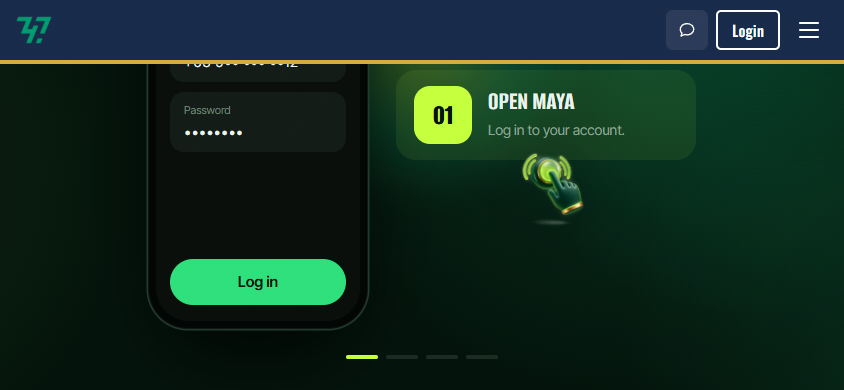 Login
Password
••••••••
Log in
01
OPEN MAYA
Log in to your account.